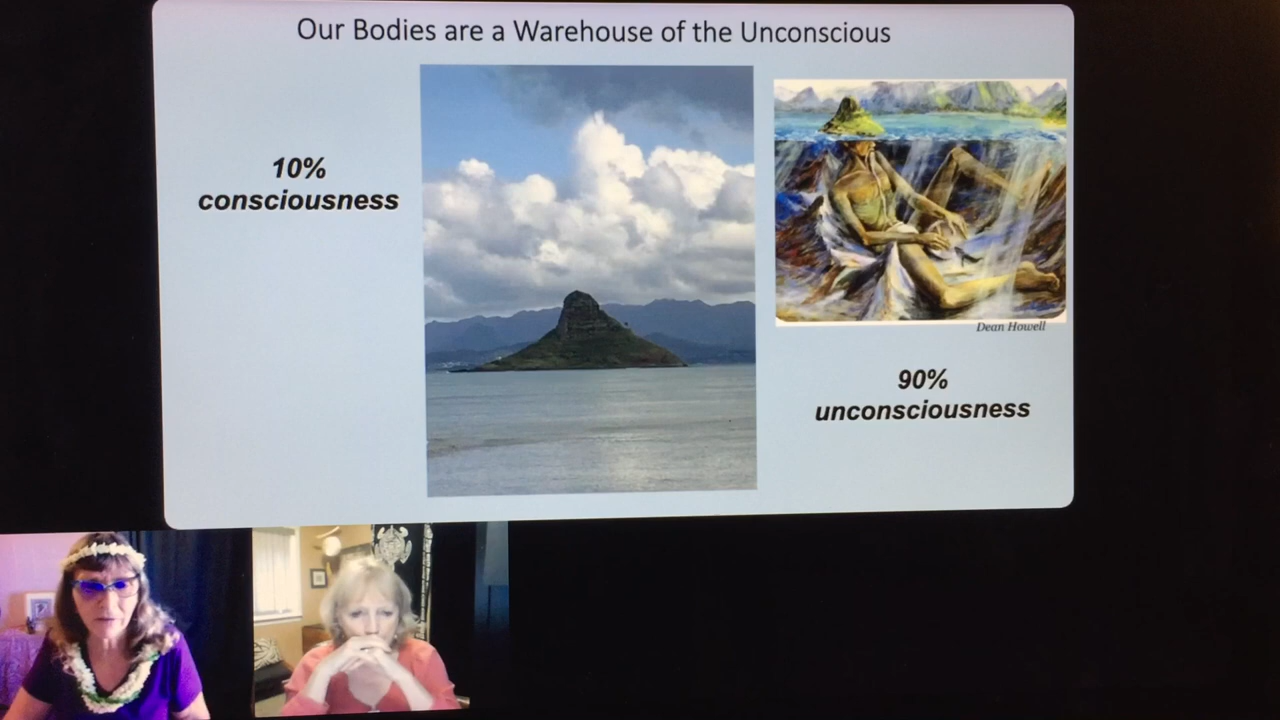 Our Bodies are a Warehouse of the Unconscious
10%
consciousness
Dean Howell
90%
unconsciousness